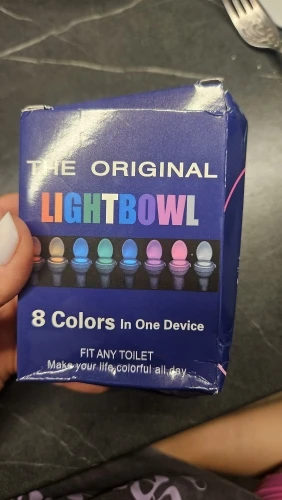 THE ORIGINAL
LIGHTBOWL
8 Colors In One Device
FIT ANY TOILET
Make your life colorful all day